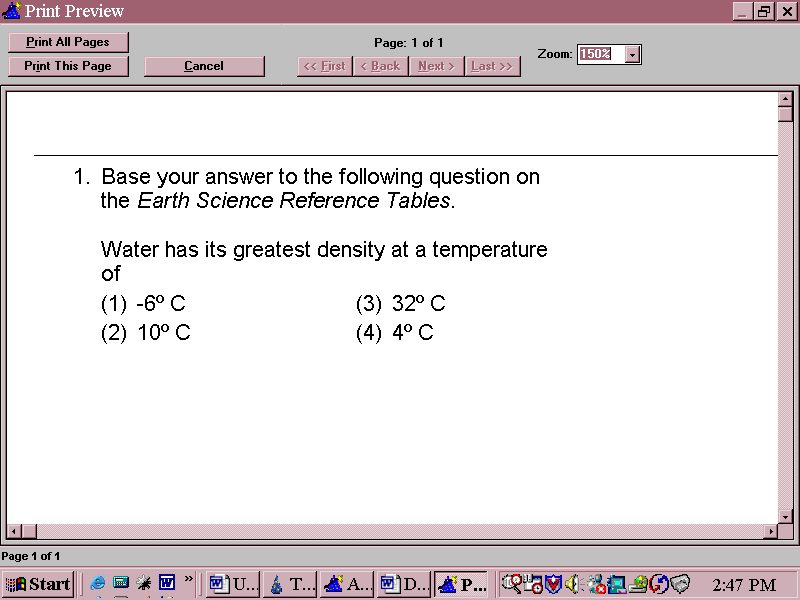 Print Preview
Print All Pages
Page: 1 of 1
Zoom: 150%
Print This Page
Cancel
<< First
< Back
Next >
Last >>
1. Base your answer to the following question on
the Earth Science Reference Tables.
Water has its greatest density at a temperature
of
(1) -6º C
(3) 32º C
(2) 10º C
(4) 4º C
Page 1 of 1
Start
»
U...
T...
A...
D...
P...
2:47 PM